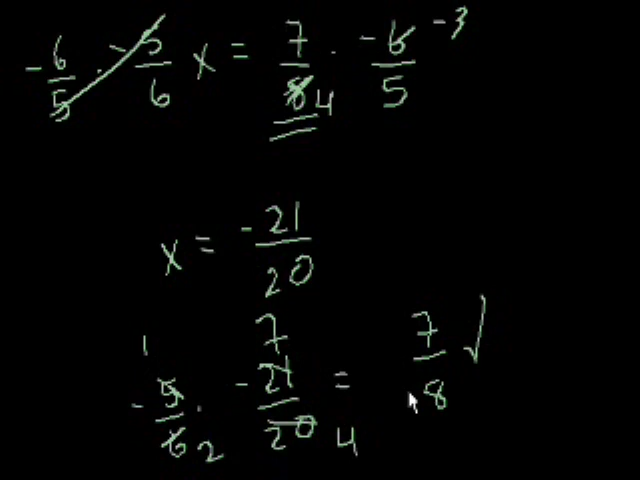 -6/5 · -5/6 x = 7/8 4 · -6/5 -3
x = -21/20
1 7
-5/6 2 · -21/20 4 = 7/8 √